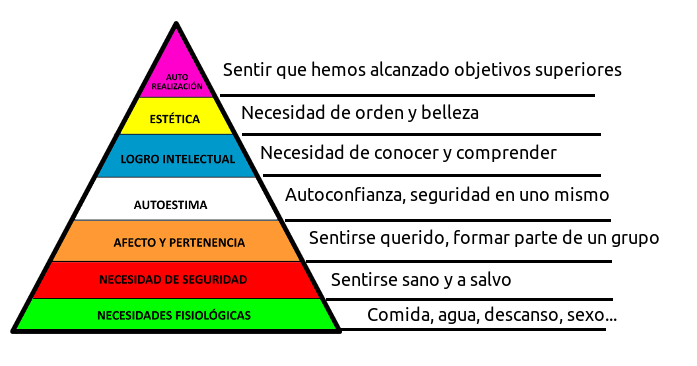 AUTO
REALIZACIÓN
Sentir que hemos alcanzado objetivos superiores
ESTÉTICA
Necesidad de orden y belleza
LOGRO INTELECTUAL
Necesidad de conocer y comprender
AUTOESTIMA
Autoconfianza, seguridad en uno mismo
AFECTO Y PERTENENCIA
Sentirse querido, formar parte de un grupo
NECESIDAD DE SEGURIDAD
Sentirse sano y a salvo
NECESIDADES FISIOLÓGICAS
Comida, agua, descanso, sexo...